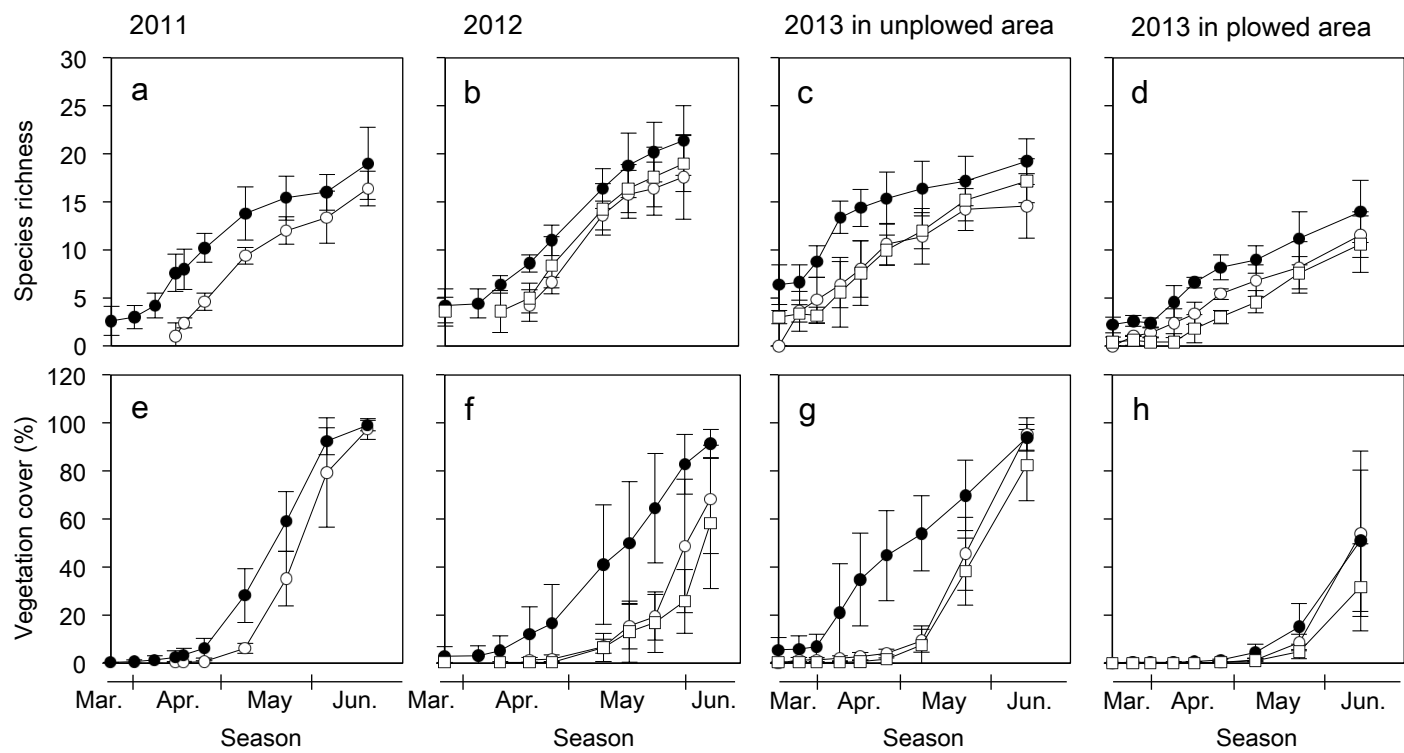 2011 2012 2013 in unplowed area 2013 in plowed area
Species richness
30
25
20
15
10
5
0
a b c d
Vegetation cover (%)
120
100
80
60
40
20
0
e f g h
Mar. Apr. May Jun. Mar. Apr. May Jun. Mar. Apr. May Jun. Mar. Apr. May Jun.
Season Season Season Season